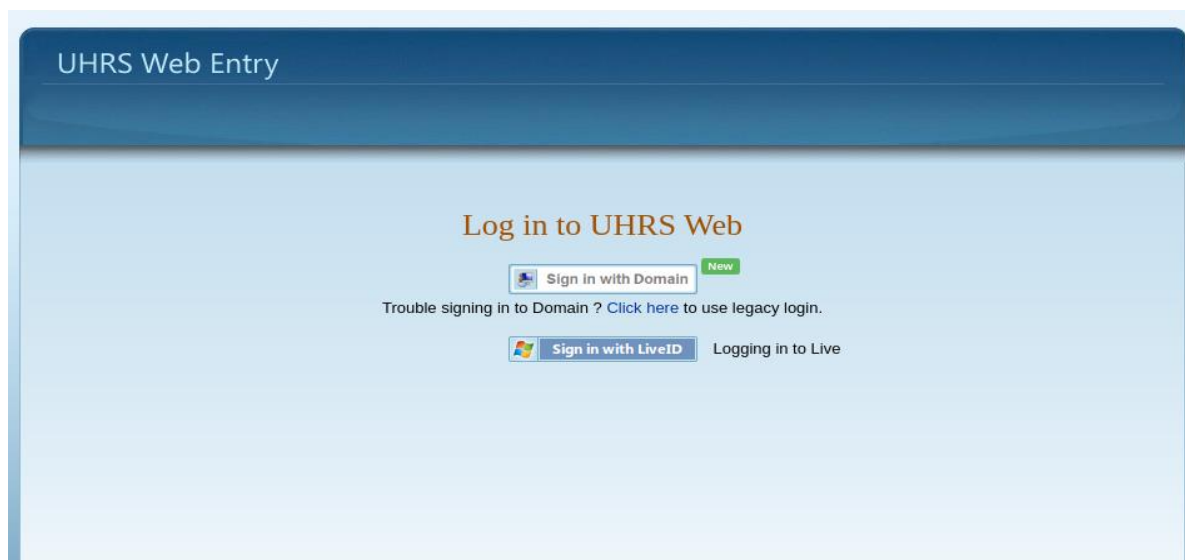 UHRS Web Entry
Log in to UHRS Web
Sign in with Domain New
Trouble signing in to Domain ? Click here to use legacy login.
Sign in with LiveID Logging in to Live